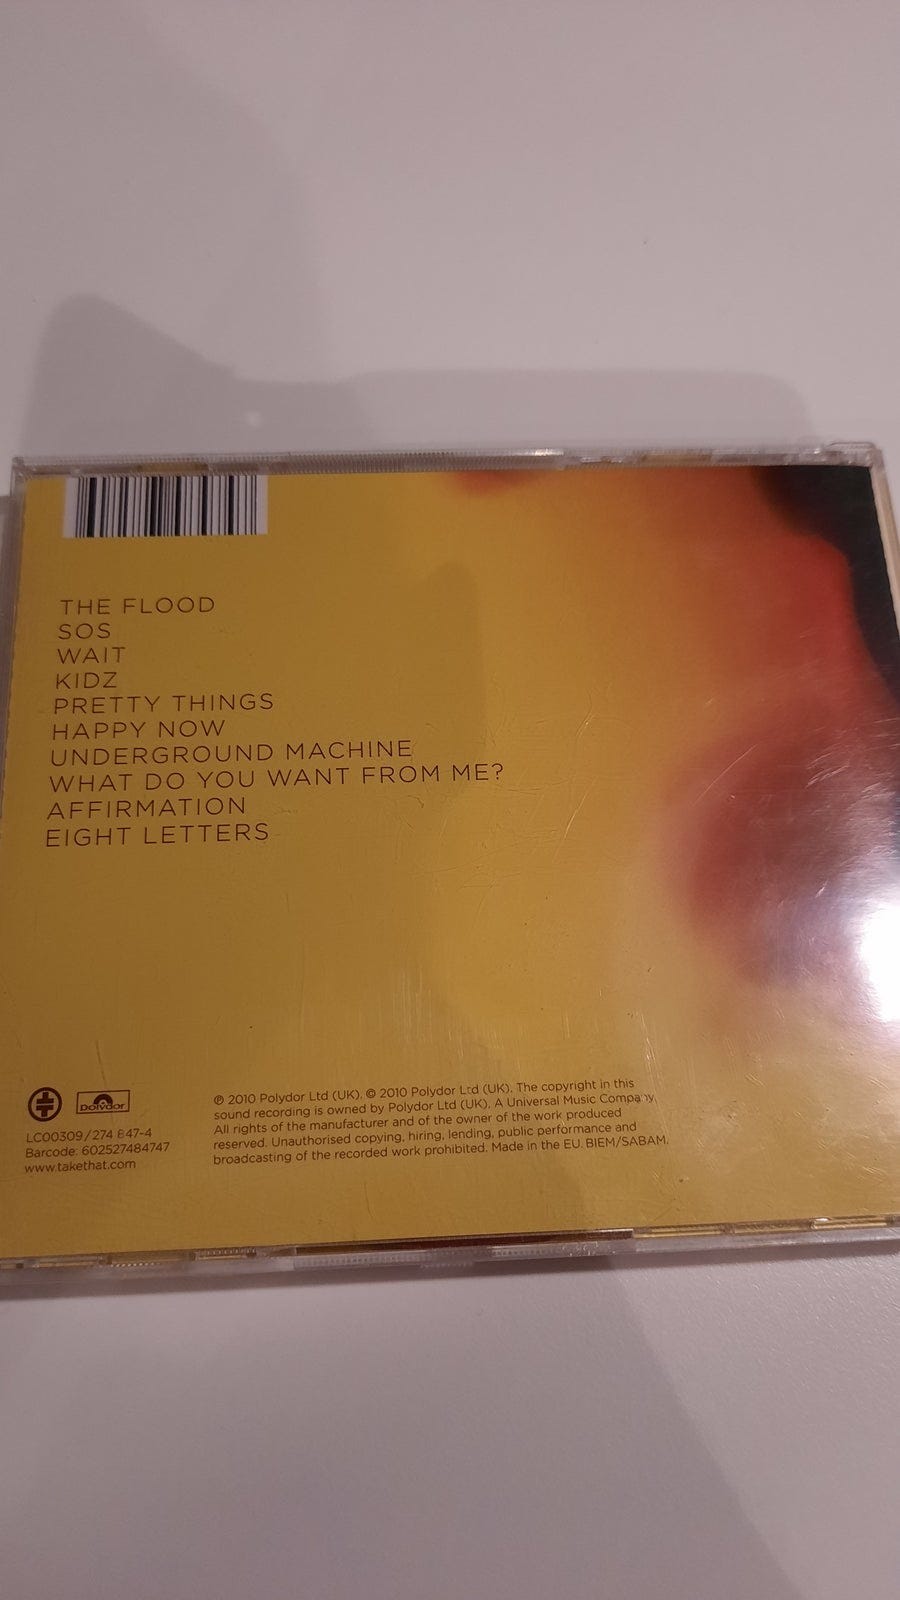 THE FLOOD
SOS
WAIT
KIDZ
PRETTY THINGS
HAPPY NOW
UNDERGROUND MACHINE
WHAT DO YOU WANT FROM ME?
AFFIRMATION
EIGHT LETTERS
Polydor
LC00309/274 847-4
Barcode: 602527484747
www.takethat.com
℗ 2010 Polydor Ltd (UK). © 2010 Polydor Ltd (UK). The copyright in this
sound recording is owned by Polydor Ltd (UK). A Universal Music Company.
All rights of the manufacturer and of the owner of the work produced
reserved. Unauthorised copying, hiring, lending, public performance and
broadcasting of the recorded work prohibited. Made in the EU. BIEM/SABAM.